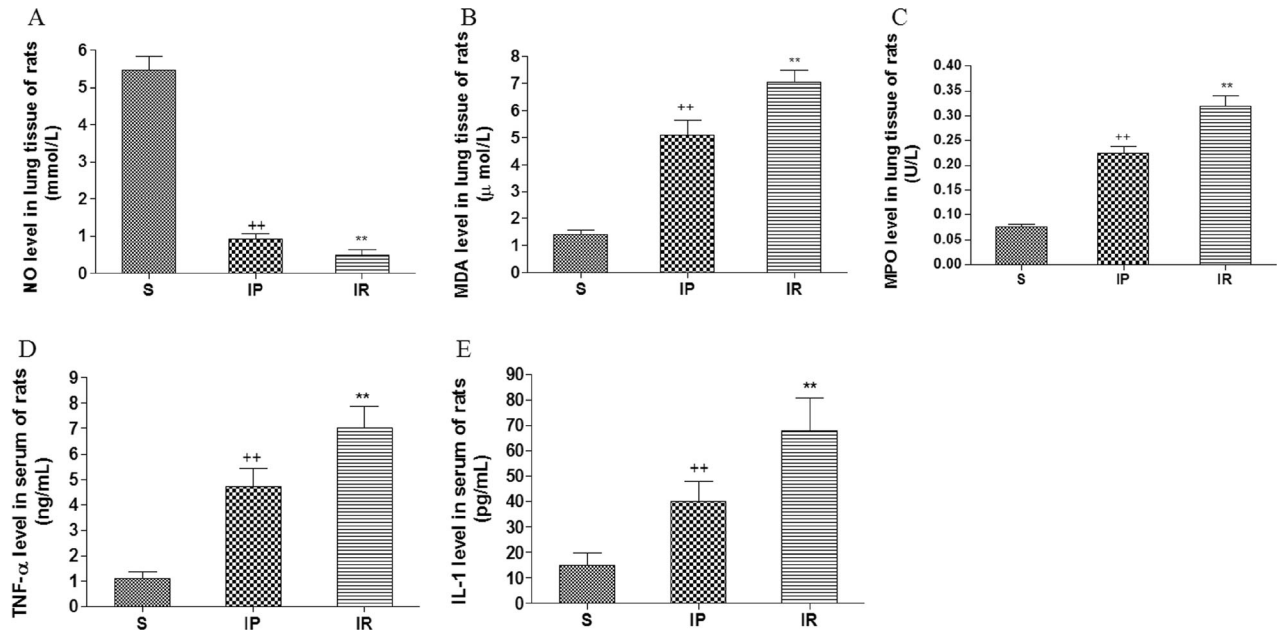 A
NO level in lung tissue of rats
(mmol/L)
6
5
4
3
2
1
0
++
**
S IP IR
B
MDA level in lung tissue of rats
(μ mol/L)
8
7
6
5
4
3
2
1
0
++
**
S IP IR
C
MPO level in lung tissue of rats
(U/L)
0.40
0.35
0.30
0.25
0.20
0.15
0.10
0.05
0.00
++
**
S IP IR
D
TNF-α level in serum of rats
(ng/mL)
9
8
7
6
5
4
3
2
1
0
++
**
S IP IR
E
IL-1 level in serum of rats
(pg/mL)
90
80
70
60
50
40
30
20
10
0
++
**
S IP IR